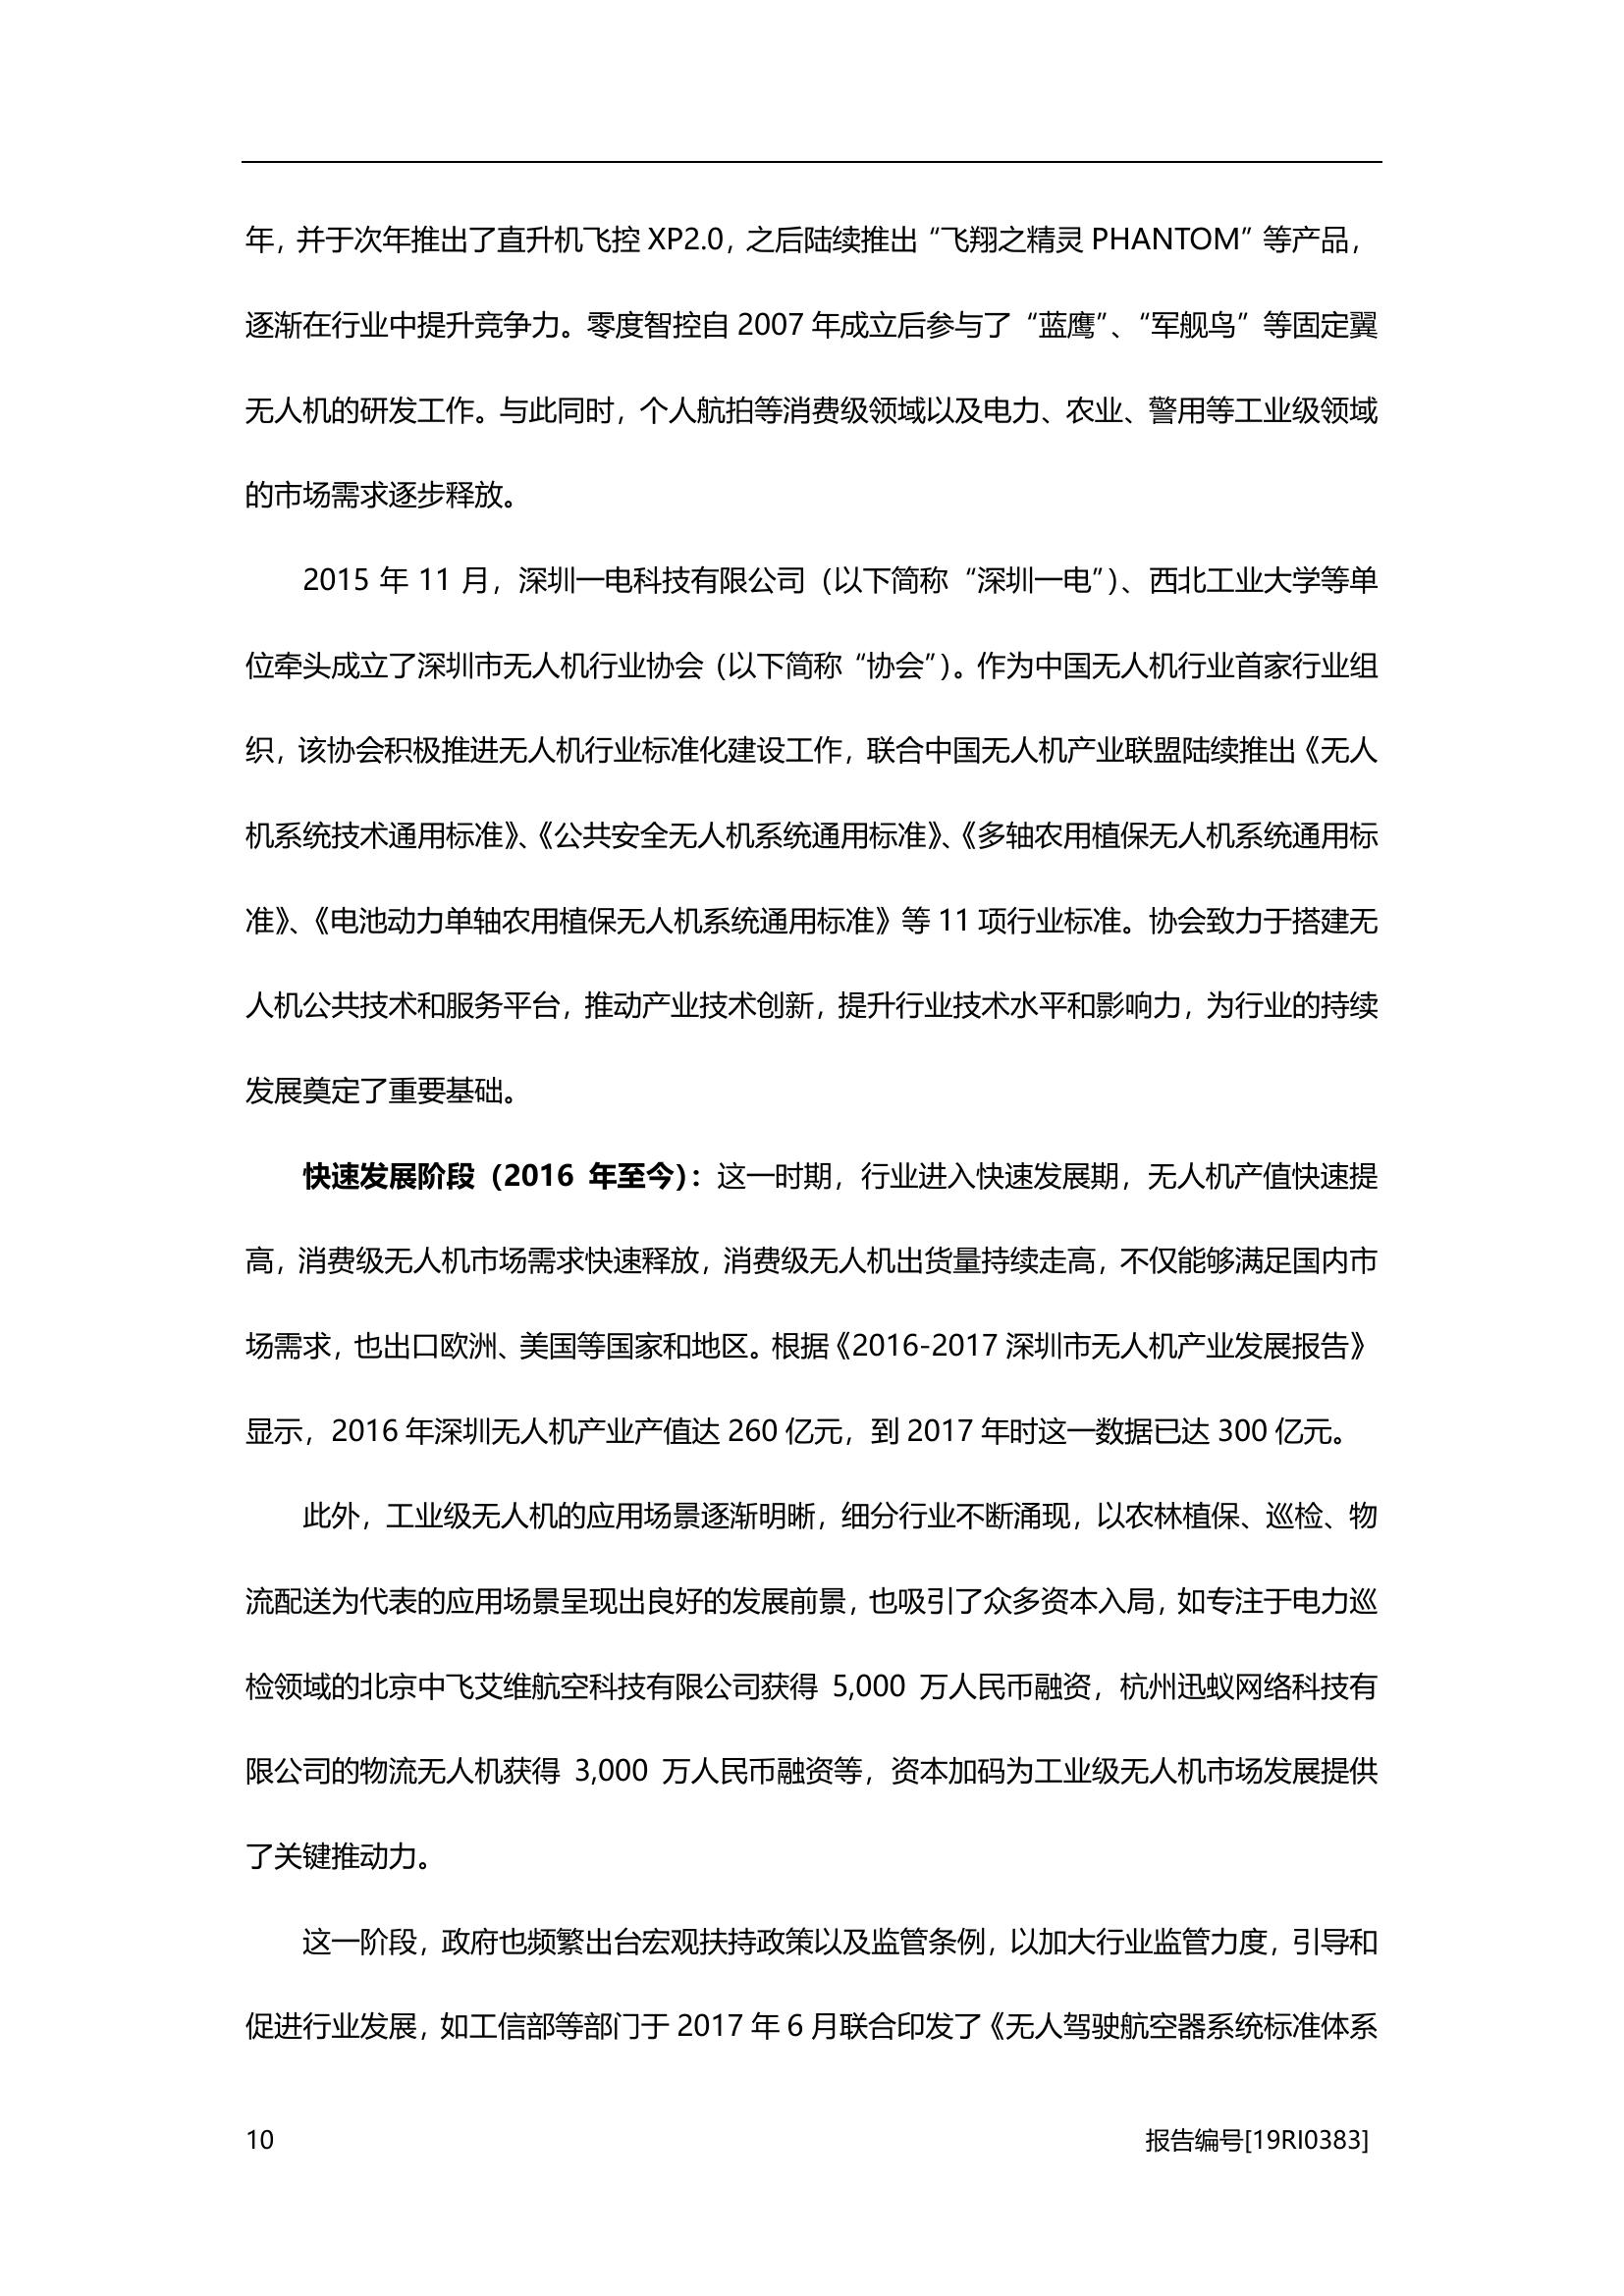 年，并于次年推出了直升机飞控 XP2.0，之后陆续推出“飞翔之精灵 PHANTOM”等产品，
逐渐在行业中提升竞争力。零度智控自 2007 年成立后参与了“蓝鹰”、“军舰鸟”等固定翼
无人机的研发工作。与此同时，个人航拍等消费级领域以及电力、农业、警用等工业级领域
的市场需求逐步释放。
2015 年 11 月，深圳一电科技有限公司（以下简称“深圳一电”）、西北工业大学等单
位牵头成立了深圳市无人机行业协会（以下简称“协会”）。作为中国无人机行业首家行业组
织，该协会积极推进无人机行业标准化建设工作，联合中国无人机产业联盟陆续推出《无人
机系统技术通用标准》、《公共安全无人机系统通用标准》、《多轴农用植保无人机系统通用标
准》、《电池动力单轴农用植保无人机系统通用标准》等 11 项行业标准。协会致力于搭建无
人机公共技术和服务平台，推动产业技术创新，提升行业技术水平和影响力，为行业的持续
发展奠定了重要基础。
快速发展阶段（2016 年至今）：这一时期，行业进入快速发展期，无人机产值快速提
高，消费级无人机市场需求快速释放，消费级无人机出货量持续走高，不仅能够满足国内市
场需求，也出口欧洲、美国等国家和地区。根据《2016-2017 深圳市无人机产业发展报告》
显示，2016 年深圳无人机产业产值达 260 亿元，到 2017 年时这一数据已达 300 亿元。
此外，工业级无人机的应用场景逐渐明晰，细分行业不断涌现，以农林植保、巡检、物
流配送为代表的应用场景呈现出良好的发展前景，也吸引了众多资本入局，如专注于电力巡
检领域的北京中飞艾维航空科技有限公司获得 5,000 万人民币融资，杭州迅蚁网络科技有
限公司的物流无人机获得 3,000 万人民币融资等，资本加码为工业级无人机市场发展提供
了关键推动力。
这一阶段，政府也频繁出台宏观扶持政策以及监管条例，以加大行业监管力度，引导和
促进行业发展，如工信部等部门于 2017 年 6 月联合印发了《无人驾驶航空器系统标准体系
10
报告编号[19RI0383]